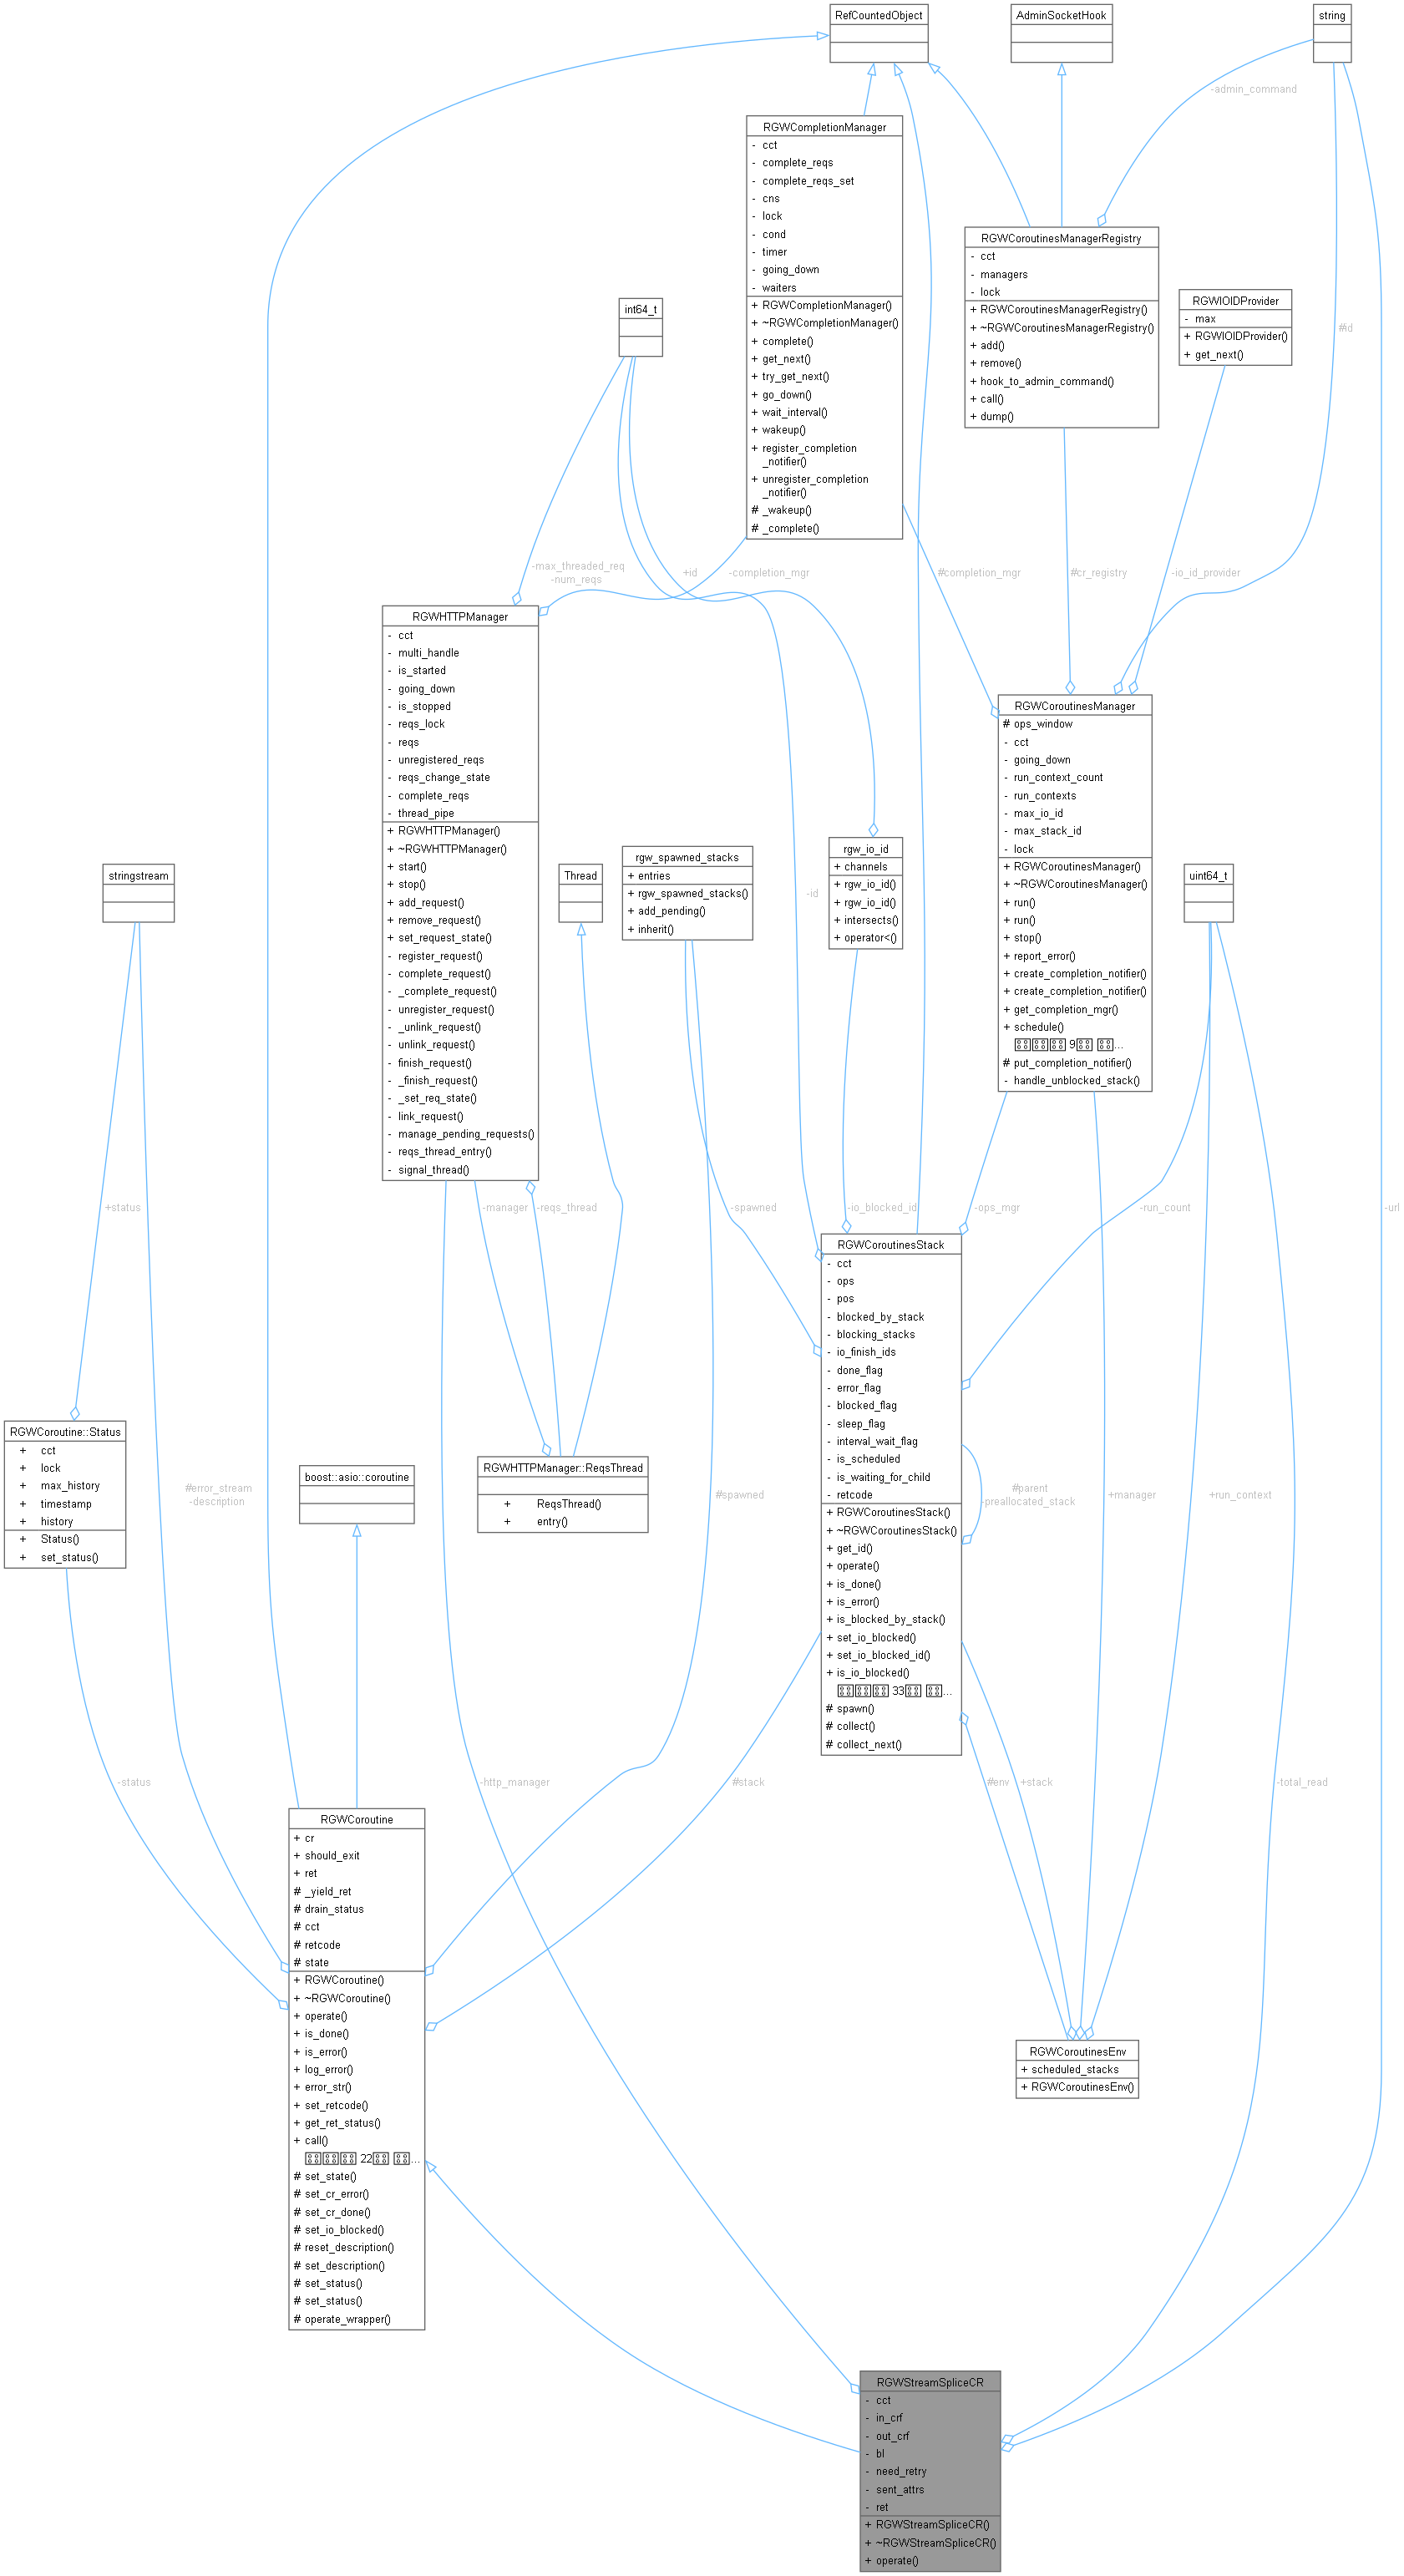 RefCountedObject
AdminSocketHook
string
-admin_command
RGWCompletionManager
- cct
- complete_reqs
- complete_reqs_set
- cns
- lock
- cond
- timer
- going_down
- waiters
+ RGWCompletionManager()
+ ~RGWCompletionManager()
+ complete()
+ get_next()
+ try_get_next()
+ go_down()
+ wait_interval()
+ wakeup()
+ register_completion
_notifier()
+ unregister_completion
_notifier()
# _wakeup()
# _complete()
RGWCoroutinesManagerRegistry
- cct
- managers
- lock
+ RGWCoroutinesManagerRegistry()
+ ~RGWCoroutinesManagerRegistry()
+ add()
+ remove()
+ hook_to_admin_command()
+ call()
+ dump()
RGWIOIDProvider
- max
+ RGWIOIDProvider()
+ get_next()
#id
int64_t
-max_threaded_req
-num_reqs
+id
-completion_mgr
#completion_mgr
#cr_registry
-io_id_provider
RGWHTTPManager
- cct
- multi_handle
- is_started
- going_down
- is_stopped
- reqs_lock
- reqs
- unregistered_reqs
- reqs_change_state
- complete_reqs
- thread_pipe
+ RGWHTTPManager()
+ ~RGWHTTPManager()
+ start()
+ stop()
+ add_request()
+ remove_request()
+ set_request_state()
- register_request()
- complete_request()
- _complete_request()
- unregister_request()
- _unlink_request()
- unlink_request()
- finish_request()
- _finish_request()
- _set_req_state()
- link_request()
- manage_pending_requests()
- reqs_thread_entry()
- signal_thread()
RGWCoroutinesManager
# ops_window
- cct
- going_down
- run_context_count
- run_contexts
- max_io_id
- max_stack_id
- lock
+ RGWCoroutinesManager()
+ ~RGWCoroutinesManager()
+ run()
+ run()
+ stop()
+ report_error()
+ create_completion_notifier()
+ create_completion_notifier()
+ get_completion_mgr()
+ schedule()
9
...
# put_completion_notifier()
- handle_unblocked_stack()
stringstream
Thread
rgw_spawned_stacks
+ entries
+ rgw_spawned_stacks()
+ add_pending()
+ inherit()
rgw_io_id
+ channels
+ rgw_io_id()
+ rgw_io_id()
+ intersects()
+ operator<()
uint64_t
-id
+status
-manager
-reqs_thread
-spawned
-io_blocked_id
-ops_mgr
-run_count
-url
RGWCoroutinesStack
- cct
- ops
- pos
- blocked_by_stack
- blocking_stacks
- io_finish_ids
- done_flag
- error_flag
- blocked_flag
- sleep_flag
- interval_wait_flag
- is_scheduled
- is_waiting_for_child
- retcode
+ RGWCoroutinesStack()
+ ~RGWCoroutinesStack()
+ get_id()
+ operate()
+ is_done()
+ is_error()
+ is_blocked_by_stack()
+ set_io_blocked()
+ set_io_blocked_id()
+ is_io_blocked()
33
...
# spawn()
# collect()
# collect_next()
RGWCoroutine::Status
+ cct
+ lock
+ max_history
+ timestamp
+ history
+ Status()
+ set_status()
boost::asio::coroutine
RGWHTTPManager::ReqsThread
+ ReqsThread()
+ entry()
#error_stream
-description
#spawned
#parent
-preallocated_stack
+manager
+run_context
-status
-http_manager
#stack
#env
+stack
-total_read
RGWCoroutine
+ cr
+ should_exit
+ ret
# _yield_ret
# drain_status
# cct
# retcode
# state
+ RGWCoroutine()
+ ~RGWCoroutine()
+ operate()
+ is_done()
+ is_error()
+ log_error()
+ error_str()
+ set_retcode()
+ get_ret_status()
+ call()
22
...
# set_state()
# set_cr_error()
# set_cr_done()
# set_io_blocked()
# reset_description()
# set_description()
# set_status()
# set_status()
# operate_wrapper()
RGWCoroutinesEnv
+ scheduled_stacks
+ RGWCoroutinesEnv()
RGWStreamSpliceCR
- cct
- in_crf
- out_crf
- bl
- need_retry
- sent_attrs
- ret
+ RGWStreamSpliceCR()
+ ~RGWStreamSpliceCR()
+ operate()